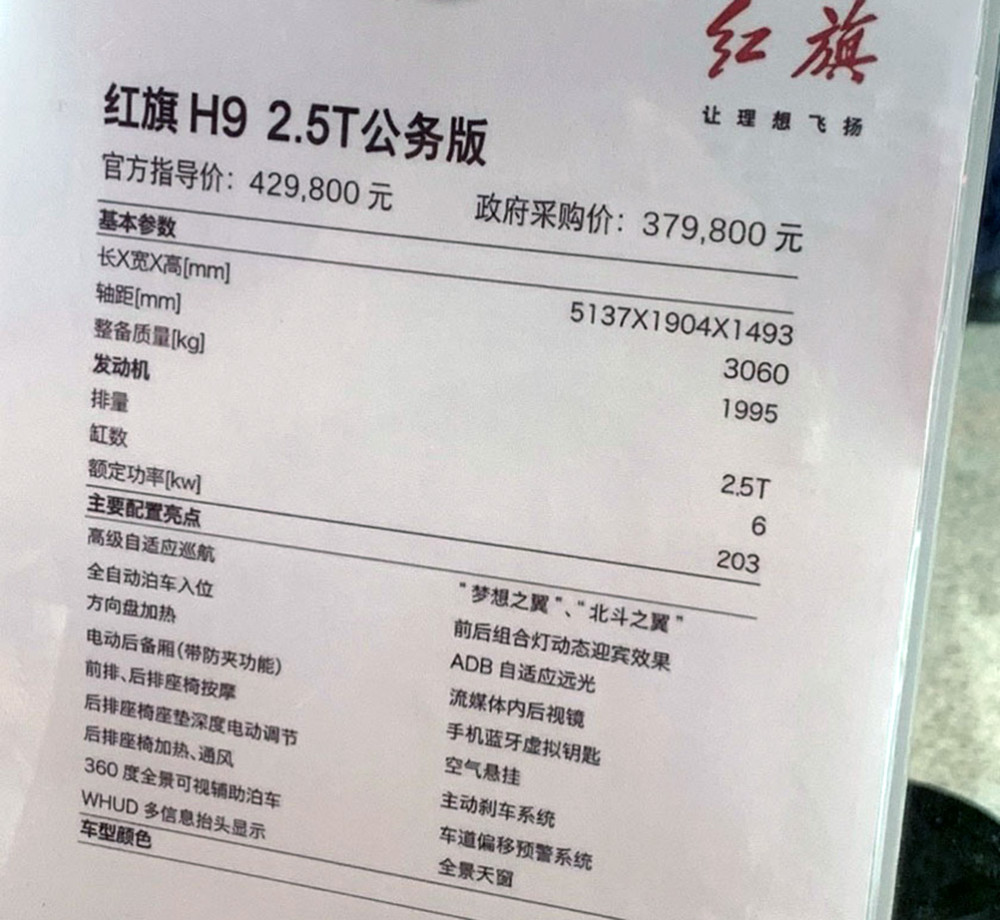 红旗
让理想飞扬
红旗 H9 2.5T公务版
官方指导价：429,800 元 政府采购价：379,800 元
基本参数
长X宽X高[mm] 5137X1904X1493
轴距[mm] 3060
整备质量[kg] 1995
发动机
排量 2.5T
缸数 6
额定功率[kw] 203
主要配置亮点
高级自适应巡航 “梦想之翼”、“北斗之翼”
全自动泊车入位 前后组合灯动态迎宾效果
方向盘加热 ADB 自适应远光
电动后备厢（带防夹功能） 流媒体内后视镜
前排、后排座椅按摩 手机蓝牙虚拟钥匙
后排座椅座垫深度电动调节 空气悬挂
后排座椅加热、通风 主动刹车系统
360 度全景可视辅助泊车 车道偏移预警系统
WHUD 多信息抬头显示 全景天窗
车型颜色